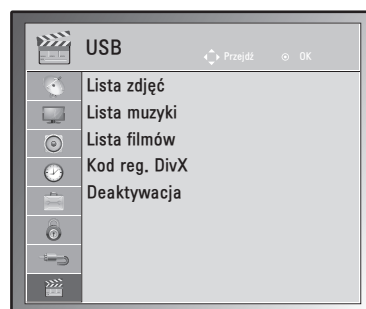 USB
Przejdź OK
Lista zdjęć
Lista muzyki
Lista filmów
Kod reg. DivX
Deaktywacja